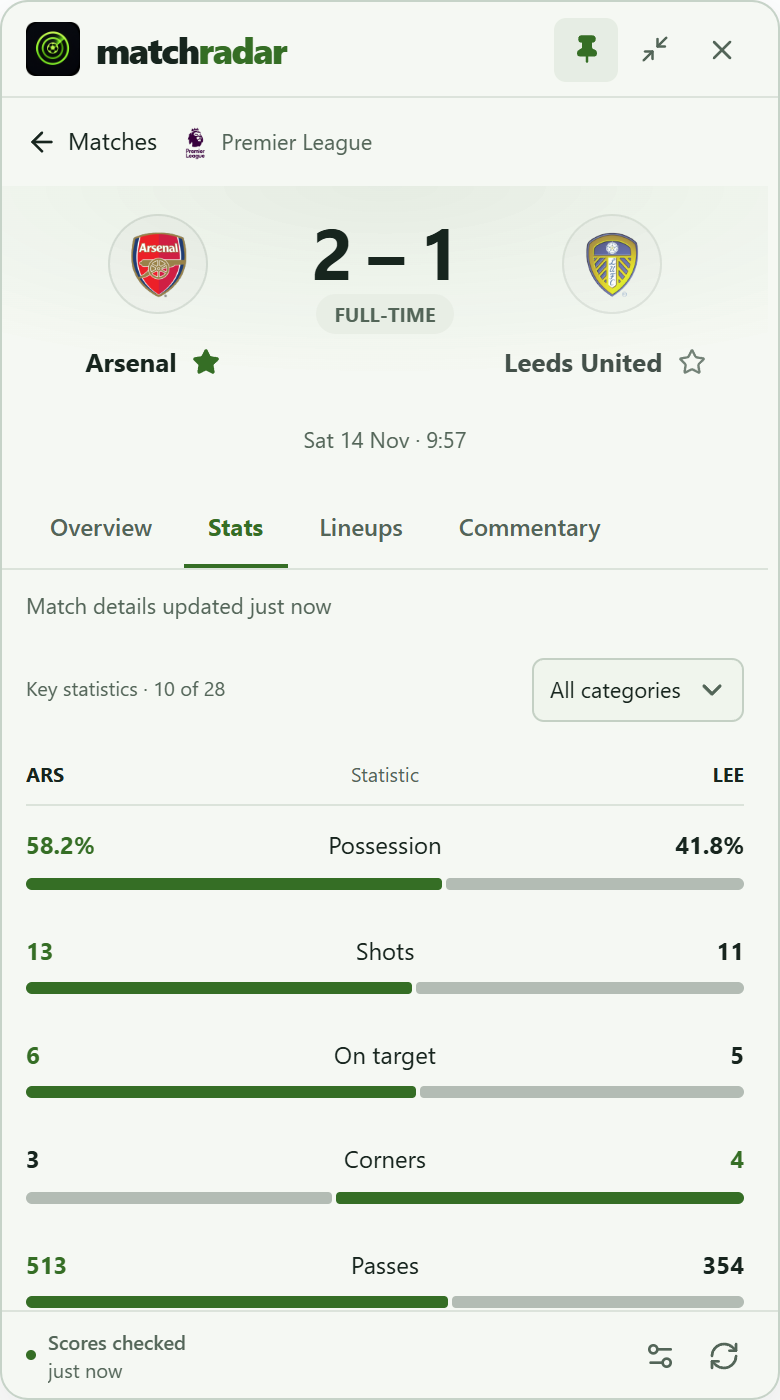 matchradar
Matches
Premier League
Premier League
Arsenal
2 – 1
FULL-TIME
Arsenal
Leeds United
Sat 14 Nov · 9:57
Overview
Stats
Lineups
Commentary
Match details updated just now
Key statistics · 10 of 28
All categories
ARS
Statistic
LEE
58.2%
Possession
41.8%
13
Shots
11
6
On target
5
3
Corners
4
513
Passes
354
Scores checked
just now